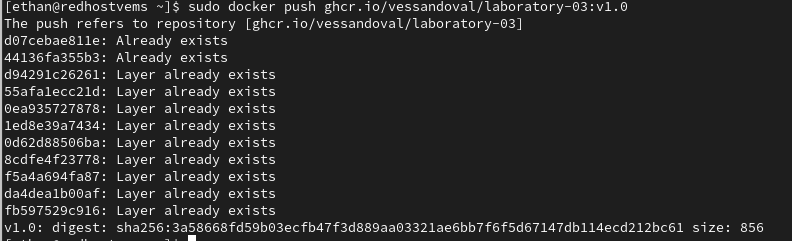 [ethan@redhostvems ~]$ sudo docker push ghcr.io/vessandoval/laboratory-03:v1.0
The push refers to repository [ghcr.io/vessandoval/laboratory-03]
d07cebae811e: Already exists
44136fa355b3: Already exists
d94291c26261: Layer already exists
55afa1ecc21d: Layer already exists
0ea935727878: Layer already exists
1ed8e39a7434: Layer already exists
0d62d88506ba: Layer already exists
8cdfe4f23778: Layer already exists
f5a4a694fa87: Layer already exists
da4dea1b00af: Layer already exists
fb597529c916: Layer already exists
v1.0: digest: sha256:3a58668fd59b03ecfb47f3d889aa03321ae6bb7f6f5d67147db114ecd212bc61 size: 856
[ethan@redhostvems ~]$